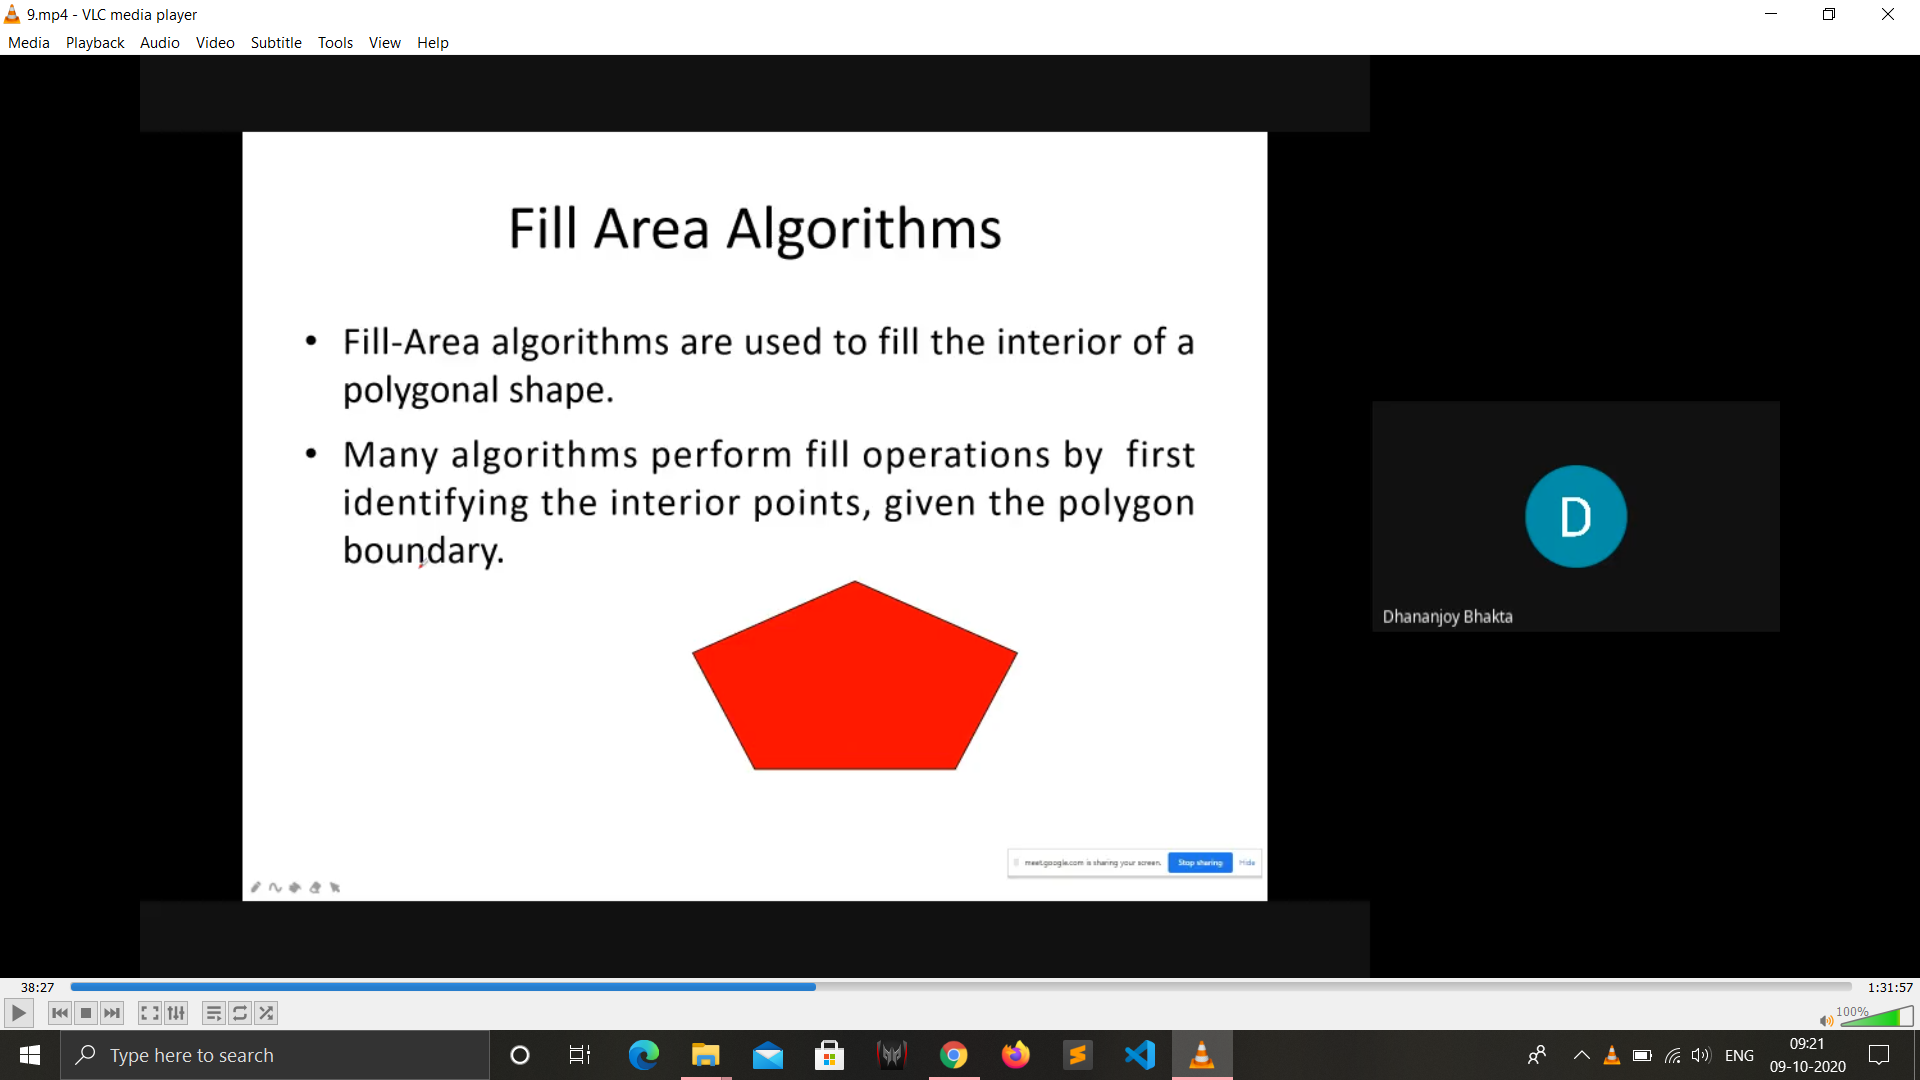 9.mp4 - VLC media player
Media Playback Audio Video Subtitle Tools View Help
Fill Area Algorithms
• Fill-Area algorithms are used to fill the interior of a
polygonal shape.
• Many algorithms perform fill operations by first
identifying the interior points, given the polygon
boundary.
D
Dhananjoy Bhakta
meet.google.com is sharing your screen. Stop sharing Hide
38:27 1:31:57
100%
Type here to search
ENG
09:21
09-10-2020